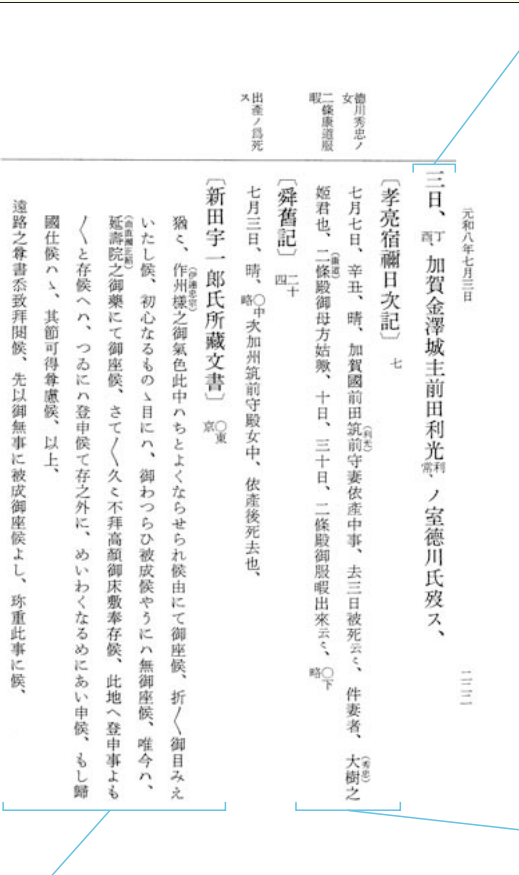 元和八年七月三日
二二二
三日、丁酉、加賀金澤城主前田利光利常、ノ室德川氏歿ス、
〔孝亮宿禰日次記〕 七
德川秀忠ノ女
七月七日、辛丑、晴、加賀國前田筑前守(利光)妻依產中事、去三日被死云〻、件妻者、大樹(秀忠)之
二條康道服暇
姬君也、二條殿(康道)御母方姑歟、十日、三十日、二條殿御服暇出來云〻、○下略
〔舜舊記〕 二十四
出產ノ爲死ス
七月三日、晴、○中略次加州筑前守殿女中、依產後死去也、
〔新田宇一郎氏所藏文書〕 ○東京
猶〻、作州樣(伊達忠宗)之御氣色此中ハちとよくならせられ候由にて御座候、折〱御目みえ
いたし候、初心なるものゝ目にハ、御わつらひ被成候やうにハ無御座候、唯今ハ、
延壽院(曲直瀨正紹)之御藥にて御座候、さて〱久〻不拜高顏御床敷奉存候、此地へ登申事よも
〱と存候へハ、つゐにハ登申候て存之外に、めいわくなるめにあい申候、もし歸
國仕候ハゝ、其節可得尊慮候、以上、
遠路之尊書忝致拜閱候、先以御無事に被成御座候よし、珎重此事に候、